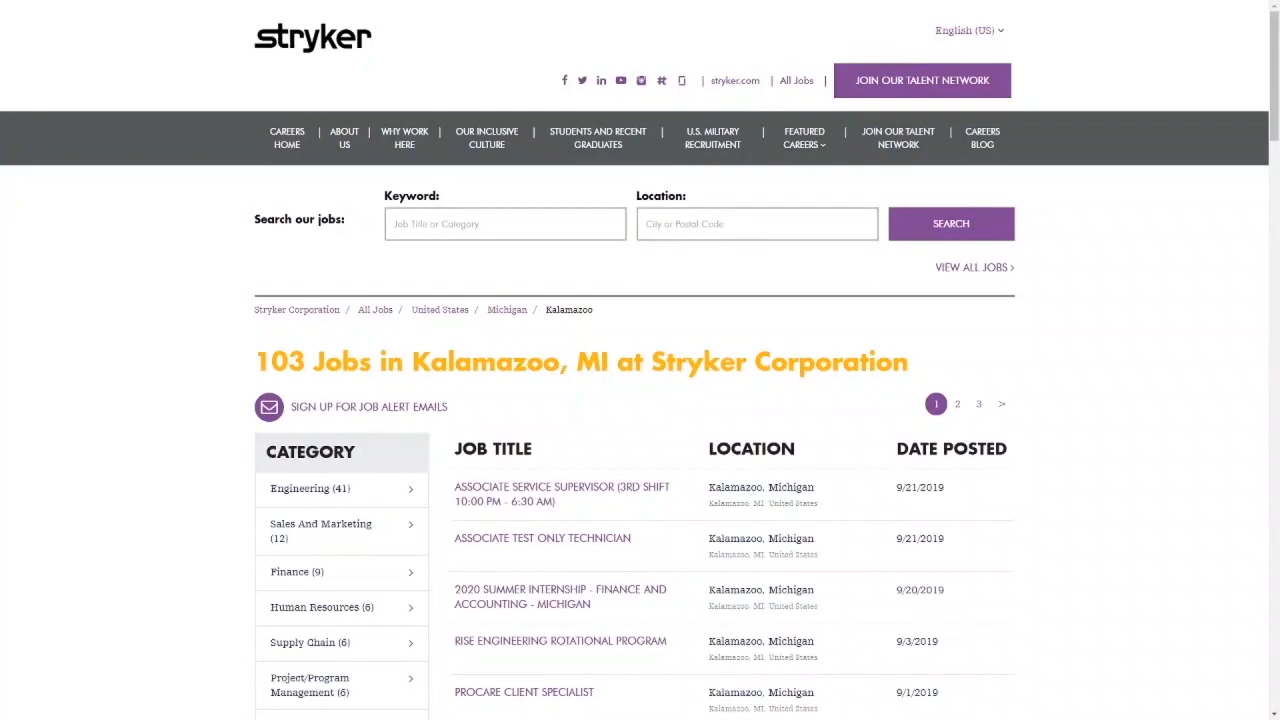 stryker
English (US)
| stryker.com | All Jobs |
JOIN OUR TALENT NETWORK
CAREERS HOME | ABOUT US | WHY WORK HERE | OUR INCLUSIVE CULTURE | STUDENTS AND RECENT GRADUATES | U.S. MILITARY RECRUITMENT | FEATURED CAREERS | JOIN OUR TALENT NETWORK | CAREERS BLOG
Search our jobs:
Keyword:
Job Title or Category
Location:
City or Postal Code
SEARCH
VIEW ALL JOBS >
Stryker Corporation / All Jobs / United States / Michigan / Kalamazoo
103 Jobs in Kalamazoo, MI at Stryker Corporation
SIGN UP FOR JOB ALERT EMAILS
1 2 3 >
CATEGORY
Engineering (41)
Sales And Marketing
(12)
Finance (9)
Human Resources (6)
Supply Chain (6)
Project/Program
Management (6)
JOB TITLE LOCATION DATE POSTED
ASSOCIATE SERVICE SUPERVISOR (3RD SHIFT Kalamazoo, Michigan 9/21/2019
10:00 PM - 6:30 AM) Kalamazoo, MI, United States
ASSOCIATE TEST ONLY TECHNICIAN Kalamazoo, Michigan 9/21/2019
Kalamazoo, MI, United States
2020 SUMMER INTERNSHIP - FINANCE AND Kalamazoo, Michigan 9/20/2019
ACCOUNTING - MICHIGAN Kalamazoo, MI, United States
RISE ENGINEERING ROTATIONAL PROGRAM Kalamazoo, Michigan 9/3/2019
Kalamazoo, MI, United States
PROCARE CLIENT SPECIALIST Kalamazoo, Michigan 9/1/2019
Kalamazoo, MI, United States